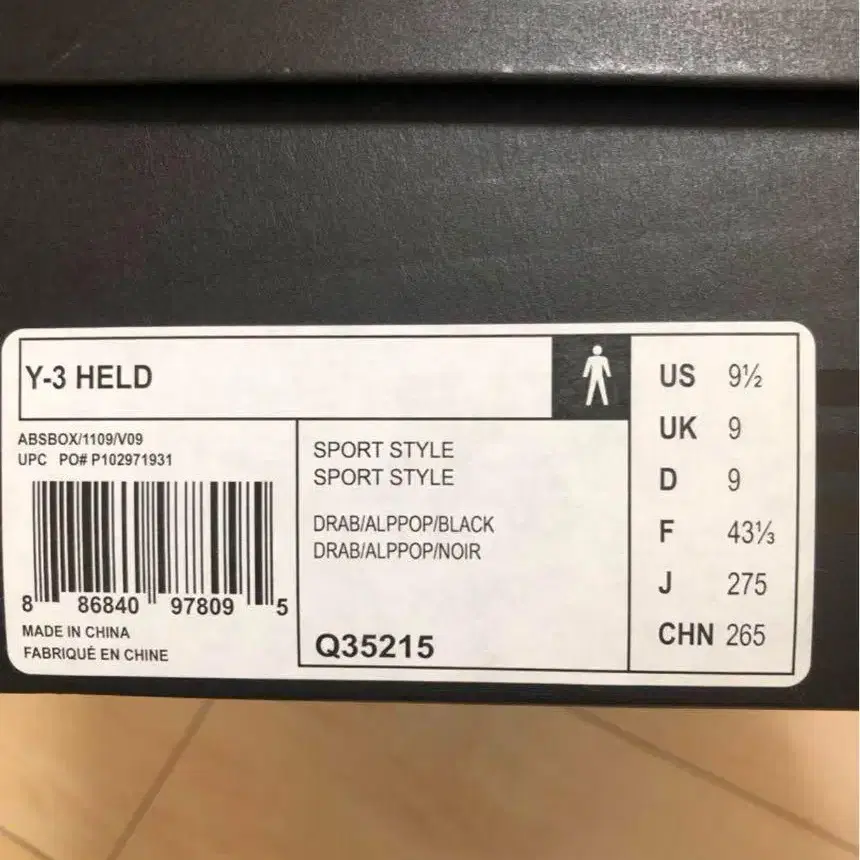 Y-3 HELD
ABSBOX/1109/V09
UPC PO# P102971931
8 86840 97809 5
MADE IN CHINA
FABRIQUÉ EN CHINE
SPORT STYLE
SPORT STYLE
DRAB/ALPPOP/BLACK
DRAB/ALPPOP/NOIR
Q35215
US 9½
UK 9
D 9
F 43⅓
J 275
CHN 265